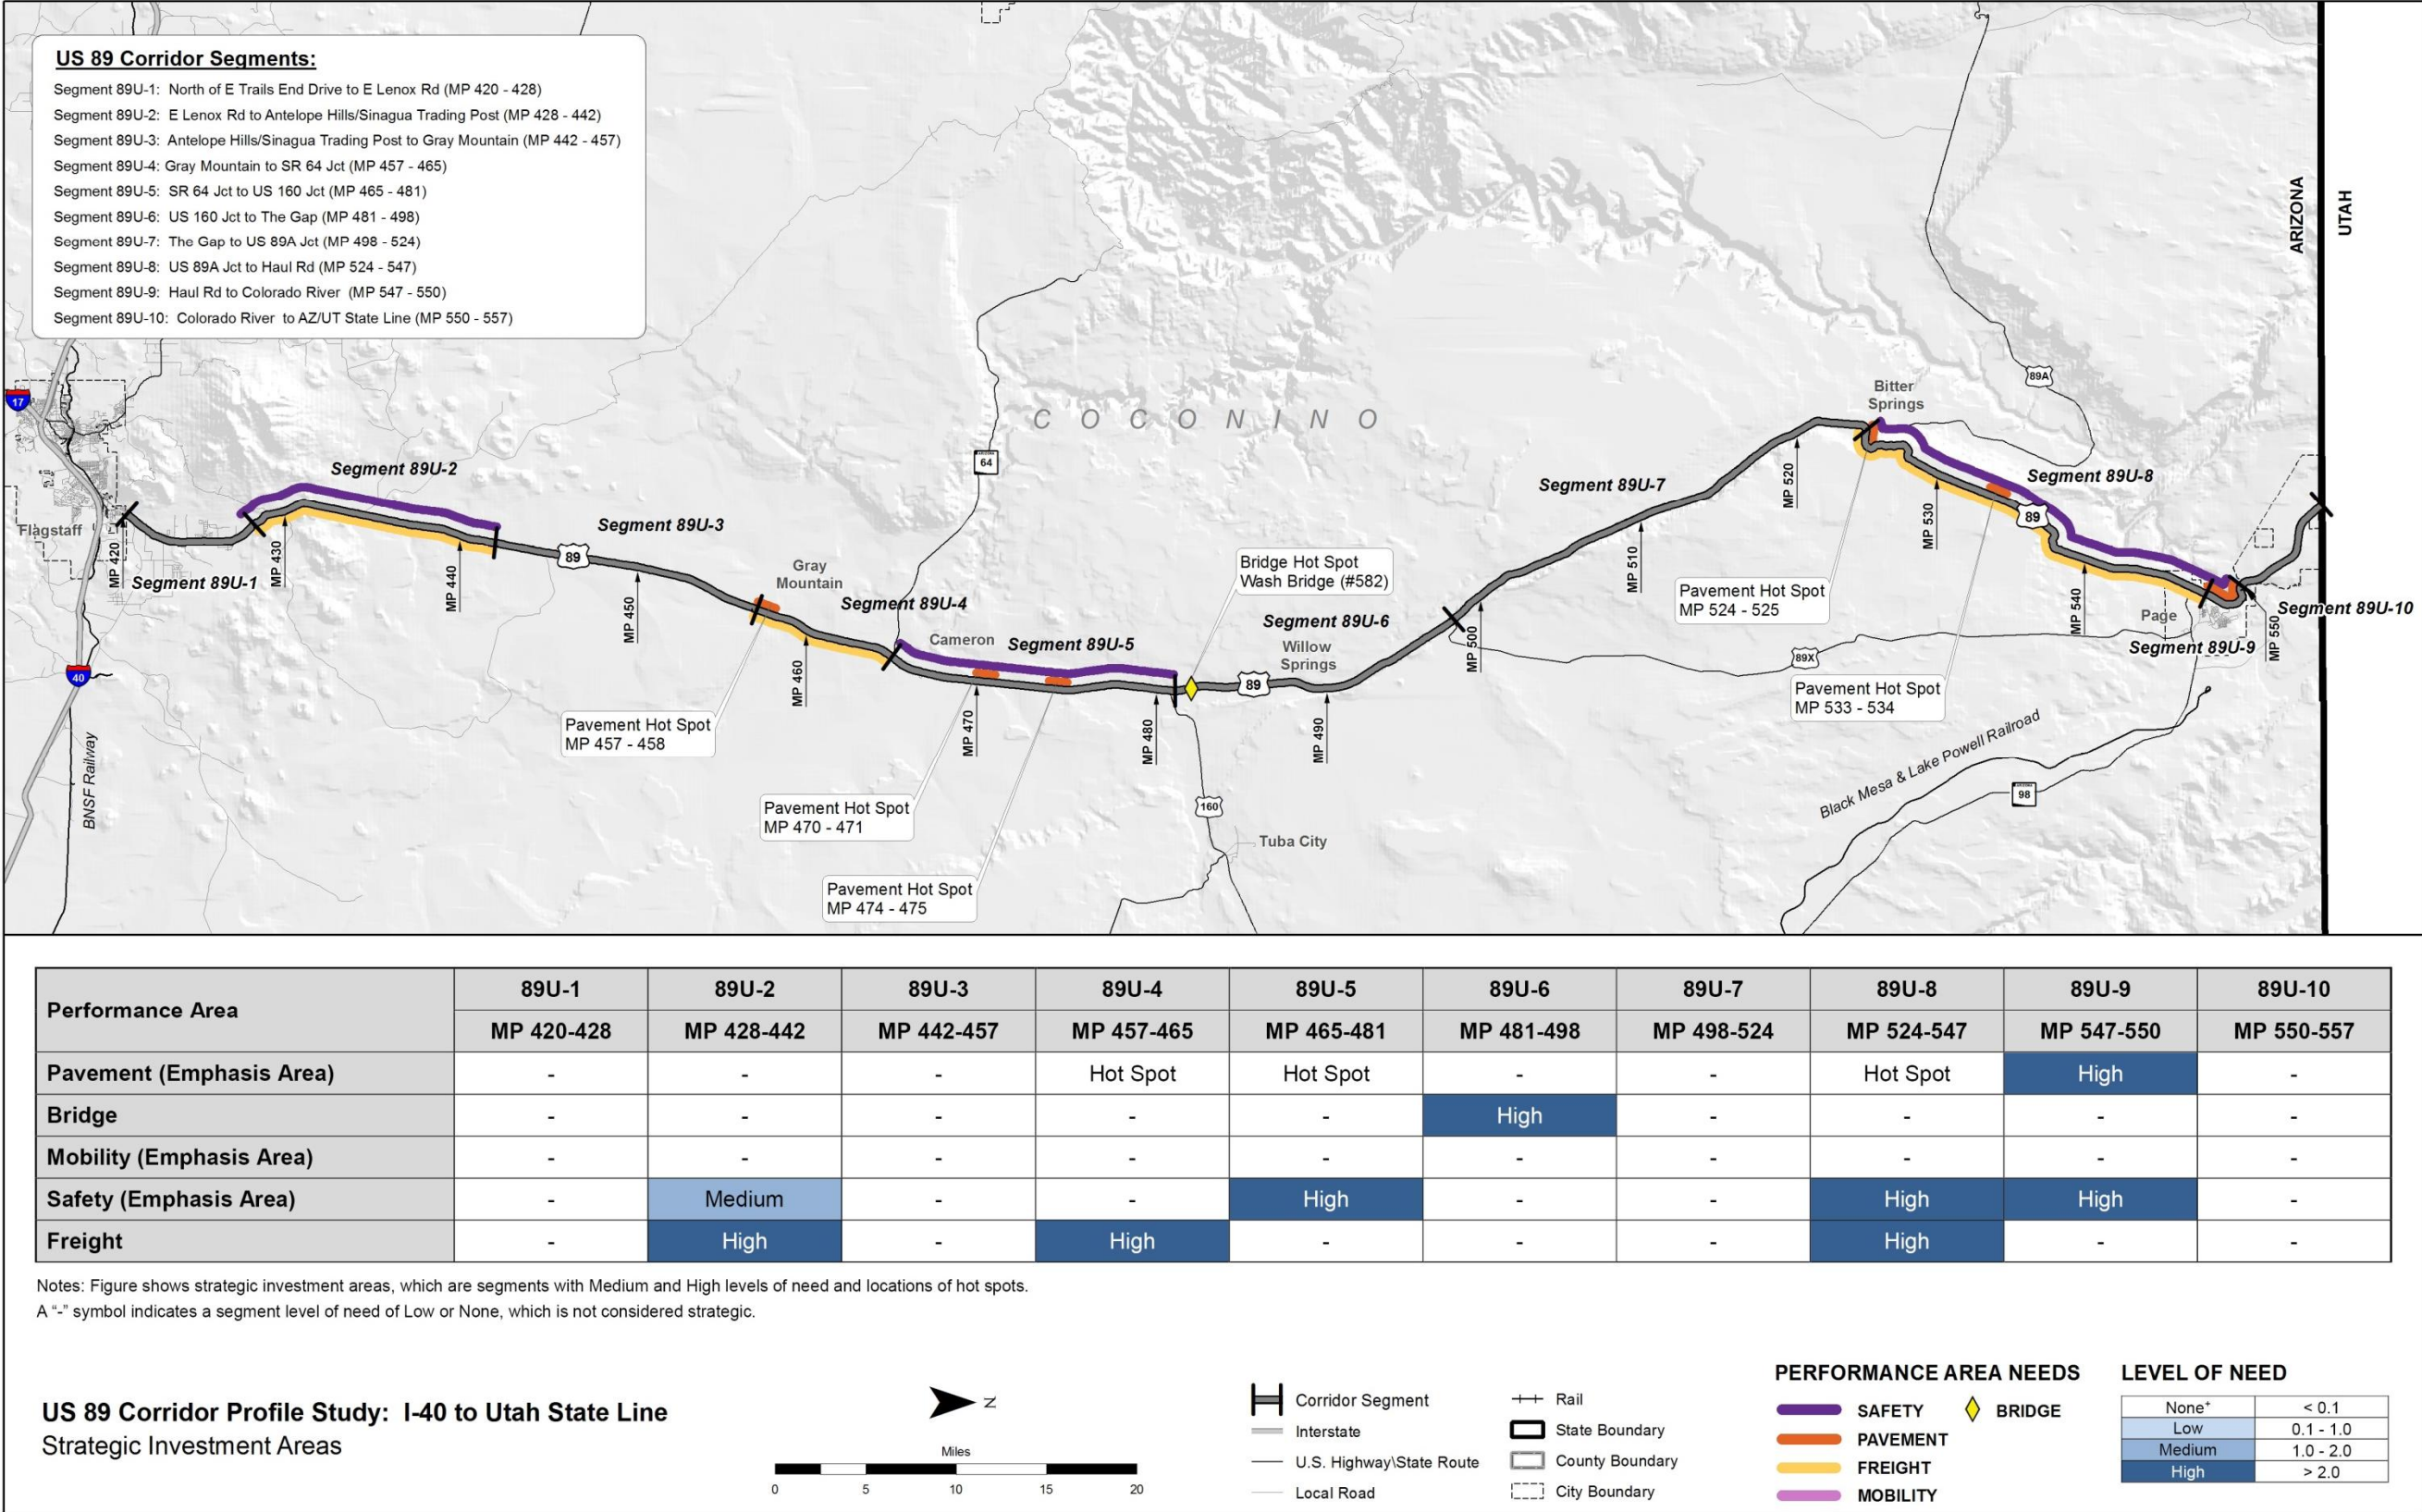 US 89 Corridor Segments:
Segment 89U-1: North of E Trails End Drive to E Lenox Rd (MP 420 - 428)
Segment 89U-2: E Lenox Rd to Antelope Hills/Sinagua Trading Post (MP 428 - 442)
Segment 89U-3: Antelope Hills/Sinagua Trading Post to Gray Mountain (MP 442 - 457)
Segment 89U-4: Gray Mountain to SR 64 Jct (MP 457 - 465)
Segment 89U-5: SR 64 Jct to US 160 Jct (MP 465 - 481)
Segment 89U-6: US 160 Jct to The Gap (MP 481 - 498)
Segment 89U-7: The Gap to US 89A Jct (MP 498 - 524)
Segment 89U-8: US 89A Jct to Haul Rd (MP 524 - 547)
Segment 89U-9: Haul Rd to Colorado River (MP 547 - 550)
Segment 89U-10: Colorado River to AZ/UT State Line (MP 550 - 557)
ARIZONA
UTAH
17
40
Flagstaff
BNSF Railway
MP 420
Segment 89U-1
MP 430
Segment 89U-2
MP 440
89
Segment 89U-3
MP 450
Gray
Mountain
Segment 89U-4
MP 460
Pavement Hot Spot
MP 457 - 458
64
COCONINO
Cameron
Segment 89U-5
MP 470
MP 480
Pavement Hot Spot
MP 470 - 471
Pavement Hot Spot
MP 474 - 475
Bridge Hot Spot
Wash Bridge (#582)
Segment 89U-6
Willow
Springs
89
MP 490
160
Tuba City
MP 500
Segment 89U-7
MP 510
MP 520
Bitter
Springs
89A
Pavement Hot Spot
MP 524 - 525
89X
Pavement Hot Spot
MP 533 - 534
MP 530
Segment 89U-8
89
MP 540
Page
Segment 89U-9
MP 550
Segment 89U-10
Black Mesa & Lake Powell Railroad
98
Performance Area 89U-1 89U-2 89U-3 89U-4 89U-5 89U-6 89U-7 89U-8 89U-9 89U-10
MP 420-428 MP 428-442 MP 442-457 MP 457-465 MP 465-481 MP 481-498 MP 498-524 MP 524-547 MP 547-550 MP 550-557
Pavement (Emphasis Area) - - - Hot Spot Hot Spot - - Hot Spot High -
Bridge - - - - - High - - - -
Mobility (Emphasis Area) - - - - - - - - - -
Safety (Emphasis Area) - Medium - - High - - High High -
Freight - High - High - - - High - -
Notes: Figure shows strategic investment areas, which are segments with Medium and High levels of need and locations of hot spots.
A “-” symbol indicates a segment level of need of Low or None, which is not considered strategic.
US 89 Corridor Profile Study: I-40 to Utah State Line
Strategic Investment Areas
N
Miles
0 5 10 15 20
Corridor Segment
Interstate
U.S. Highway\State Route
Local Road
Rail
State Boundary
County Boundary
City Boundary
PERFORMANCE AREA NEEDS
SAFETY BRIDGE
PAVEMENT
FREIGHT
MOBILITY
LEVEL OF NEED
None+ < 0.1
Low 0.1 - 1.0
Medium 1.0 - 2.0
High > 2.0